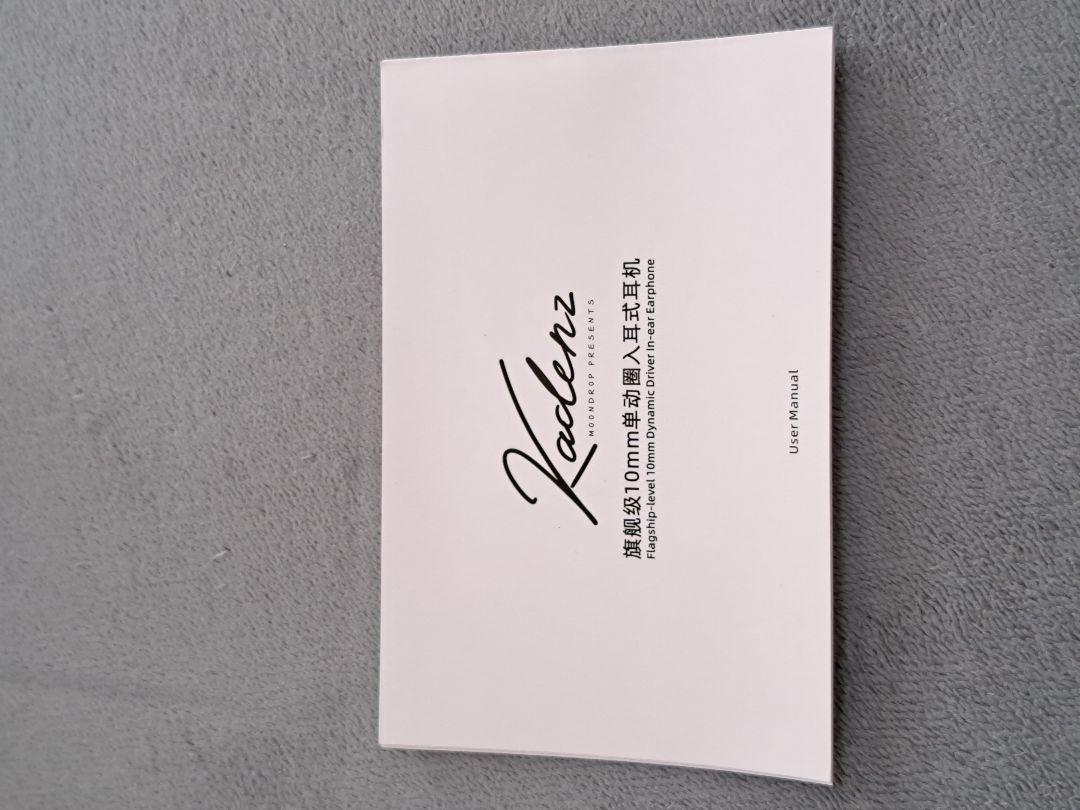 Kadenz
MOONDROP PRESENTS
旗舰级10mm单动圈入耳式耳机
Flagship-level 10mm Dynamic Driver In-ear Earphone
User Manual